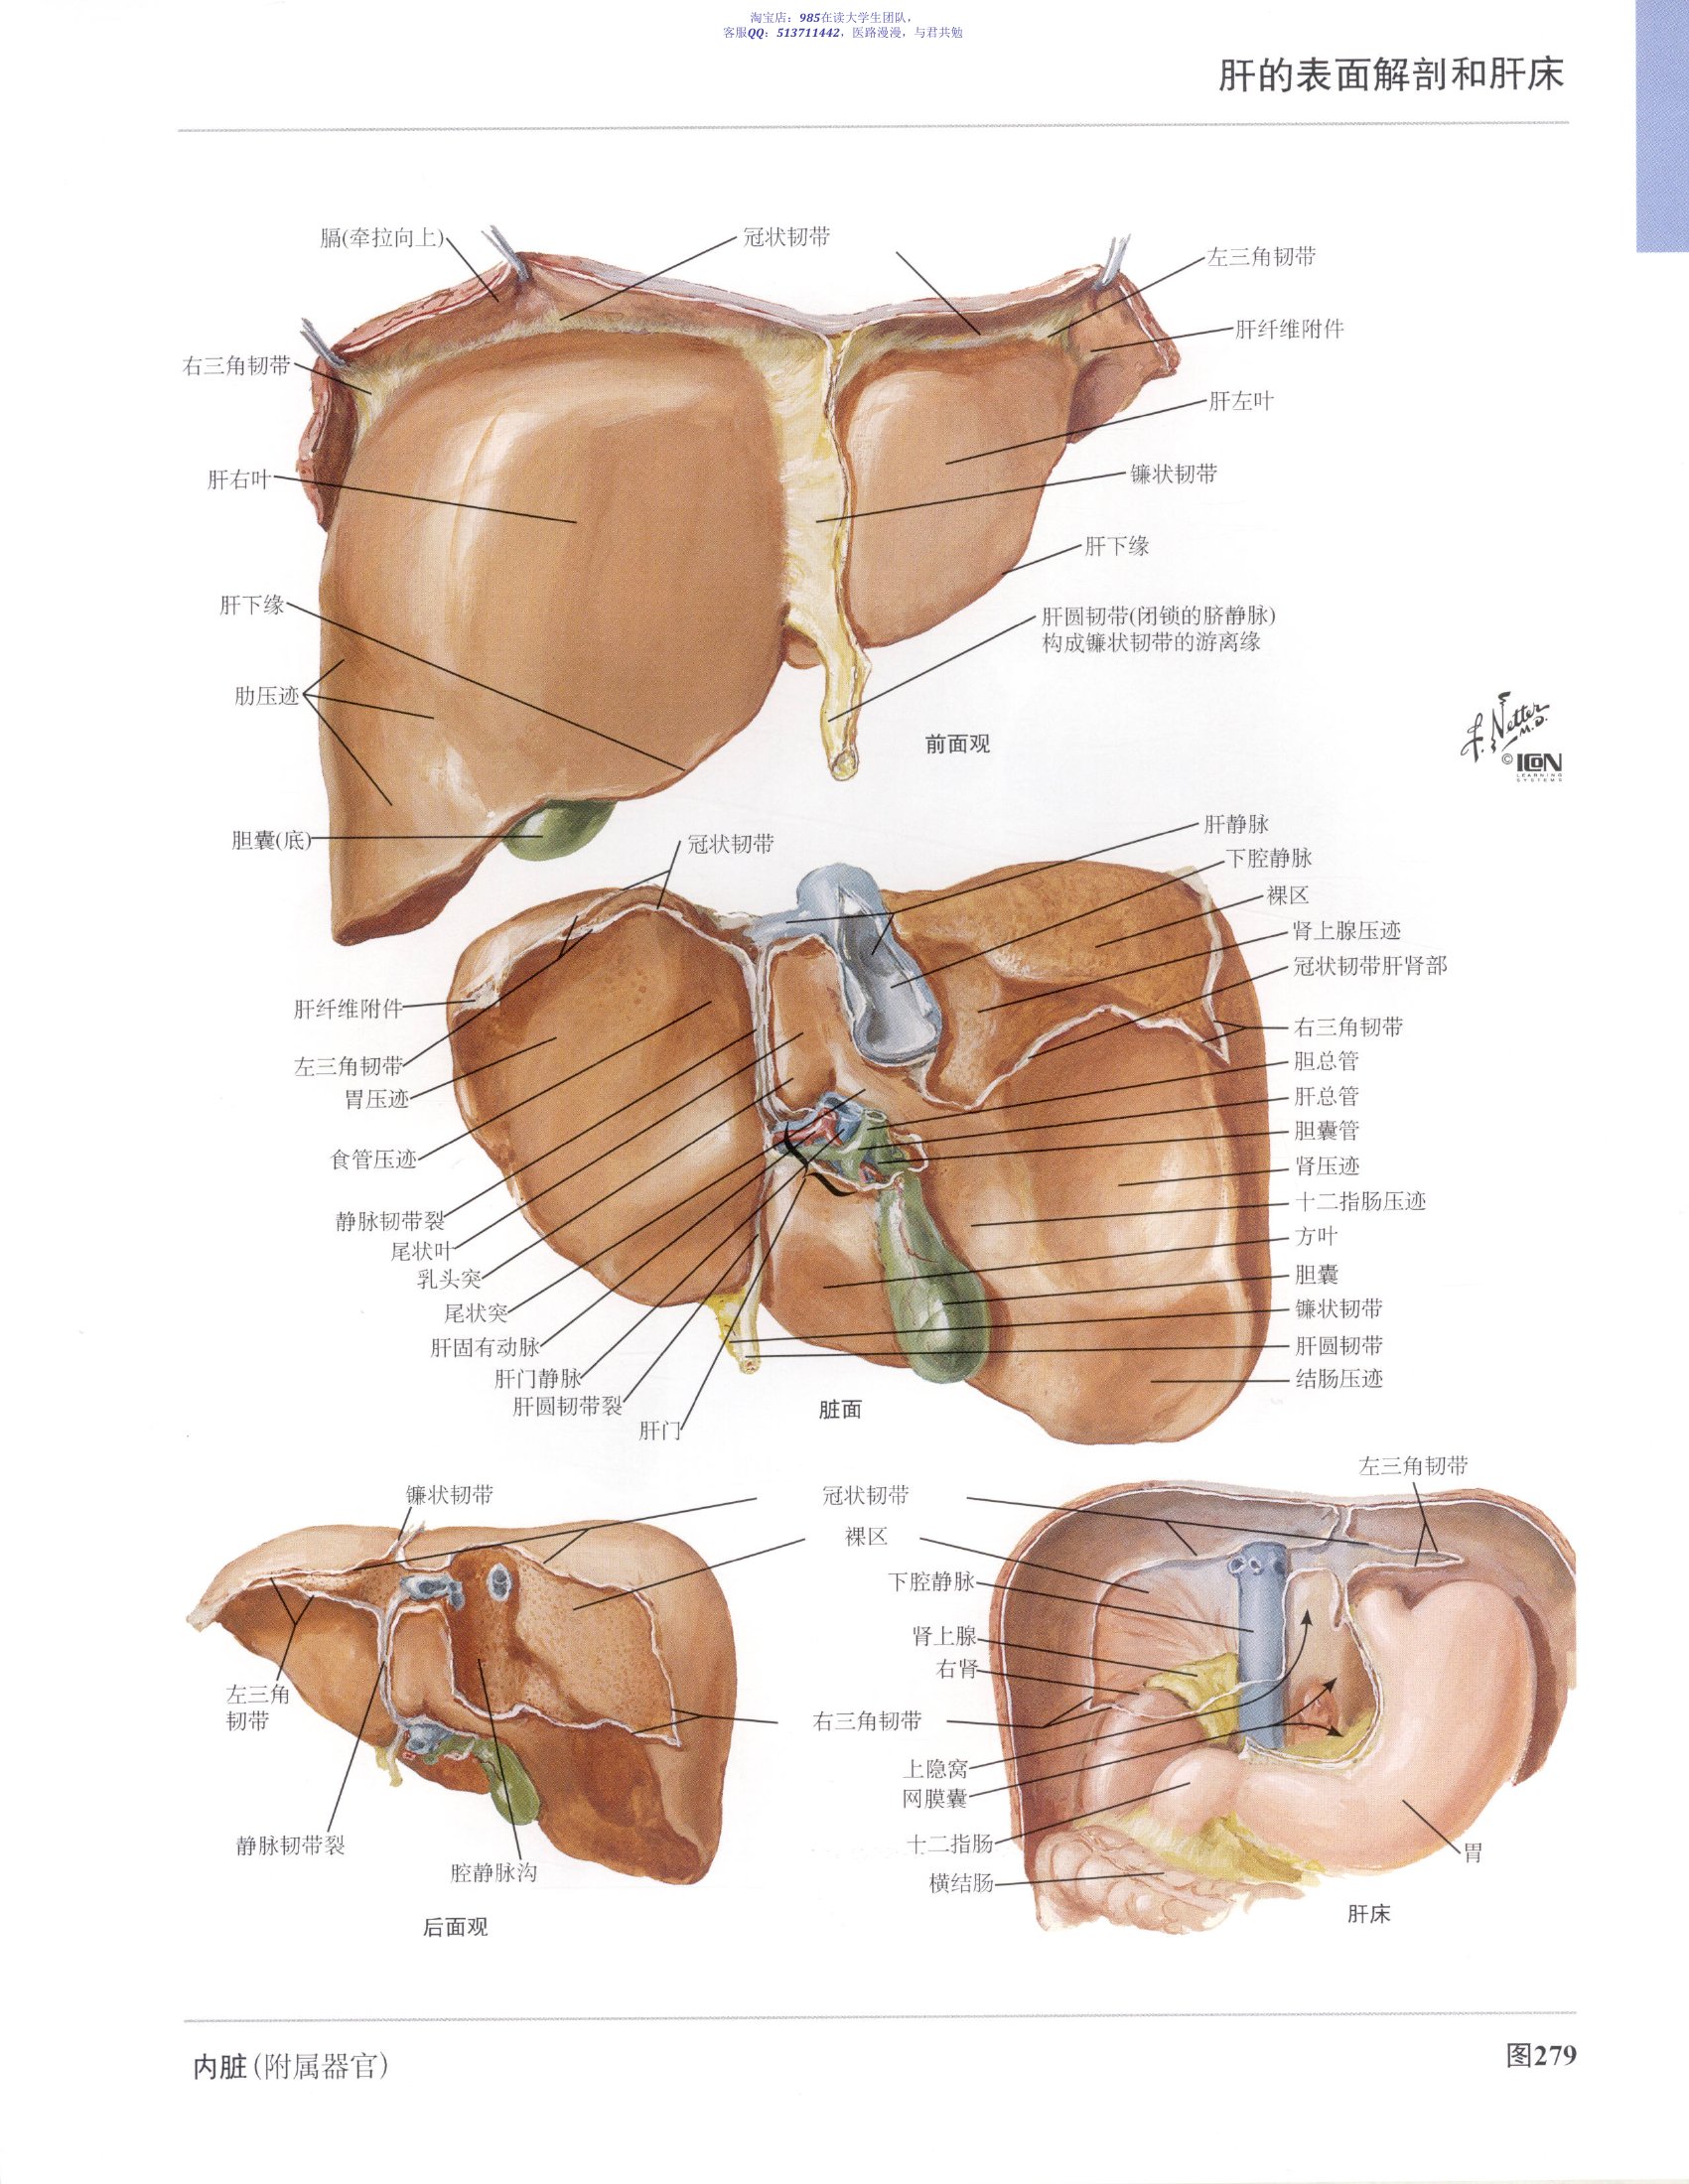 淘宝店：985在读大学生团队，
客服QQ：513711442，医路漫漫，与君共勉
肝的表面解剖和肝床
膈(牵拉向上)
冠状韧带
左三角韧带
肝纤维附件
右三角韧带
肝左叶
肝右叶
镰状韧带
肝下缘
肝下缘
肝圆韧带(闭锁的脐静脉)
构成镰状韧带的游离缘
肋压迹
前面观
F. Netter
M.D.
© ICON
LEARNING
SYSTEMS
胆囊(底)
冠状韧带
肝静脉
下腔静脉
裸区
肾上腺压迹
冠状韧带肝肾部
右三角韧带
胆总管
肝总管
胆囊管
肾压迹
十二指肠压迹
方叶
胆囊
镰状韧带
肝圆韧带
结肠压迹
肝纤维附件
左三角韧带
胃压迹
食管压迹
静脉韧带裂
尾状叶
乳头突
尾状突
肝固有动脉
肝门静脉
肝圆韧带裂
肝门
脏面
镰状韧带
冠状韧带
裸区
左三角韧带
下腔静脉
肾上腺
右肾
左三角
韧带
右三角韧带
上隐窝
网膜囊
十二指肠
横结肠
胃
静脉韧带裂
腔静脉沟
后面观
肝床
内脏(附属器官)
图279